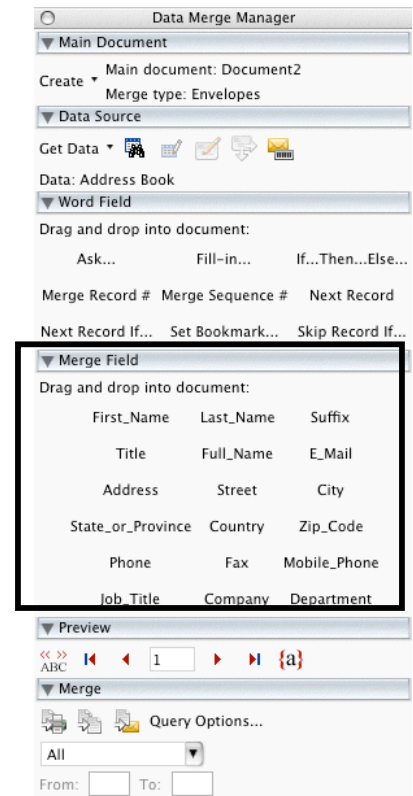 Data Merge Manager
Main Document
Create
Main document: Document2
Merge type: Envelopes
Data Source
Get Data
Data: Address Book
Word Field
Drag and drop into document:
Ask... Fill-in... If...Then...Else...
Merge Record # Merge Sequence # Next Record
Next Record If... Set Bookmark... Skip Record If...
Merge Field
Drag and drop into document:
First_Name Last_Name Suffix
Title Full_Name E_Mail
Address Street City
State_or_Province Country Zip_Code
Phone Fax Mobile_Phone
Job_Title Company Department
Preview
« »
ABC 1 {a}
Merge
Query Options...
All
From: To: